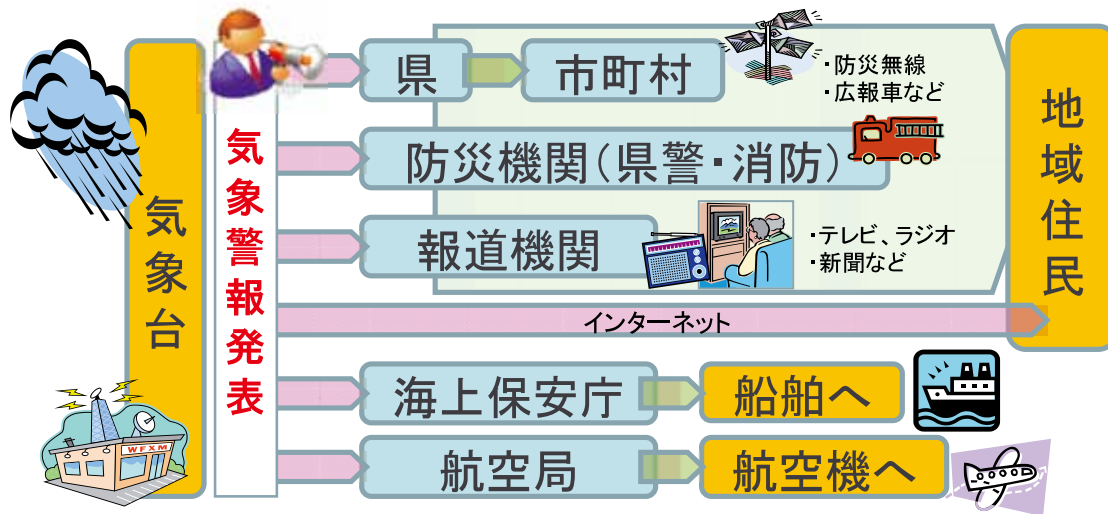 気象台
WFXM
気象警報発表
県
市町村
・防災無線
・広報車など
防災機関(県警・消防)
報道機関
・テレビ、ラジオ
・新聞など
インターネット
地域住民
海上保安庁
船舶へ
航空局
航空機へ